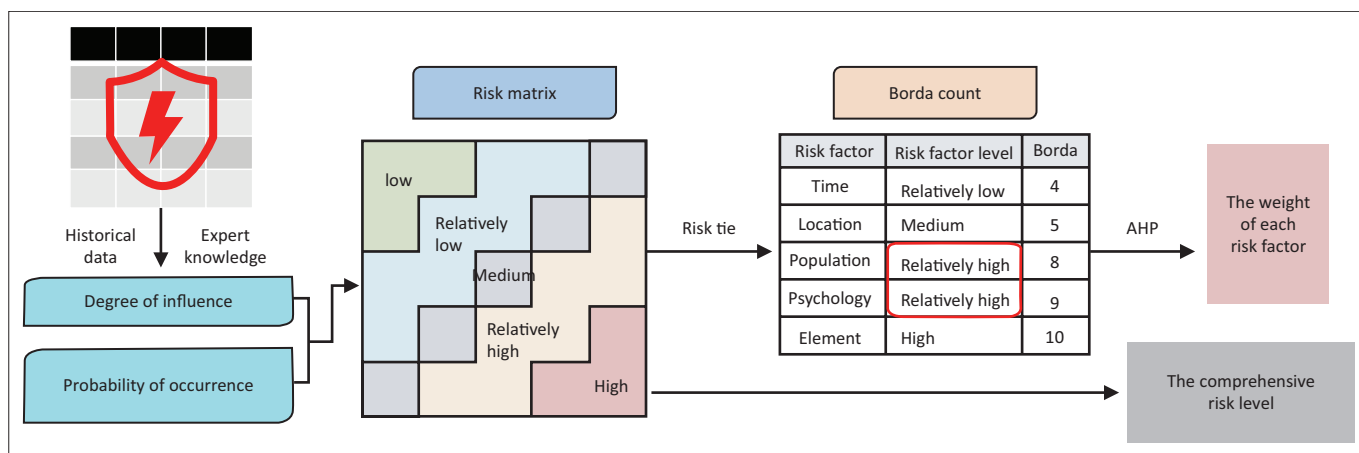 Historical
data
Expert
knowledge
Degree of influence
Probability of occurrence
Risk matrix
low
Relatively
low
Medium
Relatively
high
High
Risk tie
Borda count
Risk factor Risk factor level Borda
Time Relatively low 4
Location Medium 5
Population Relatively high 8
Psychology Relatively high 9
Element High 10
AHP
The weight
of each
risk factor
The comprehensive
risk level